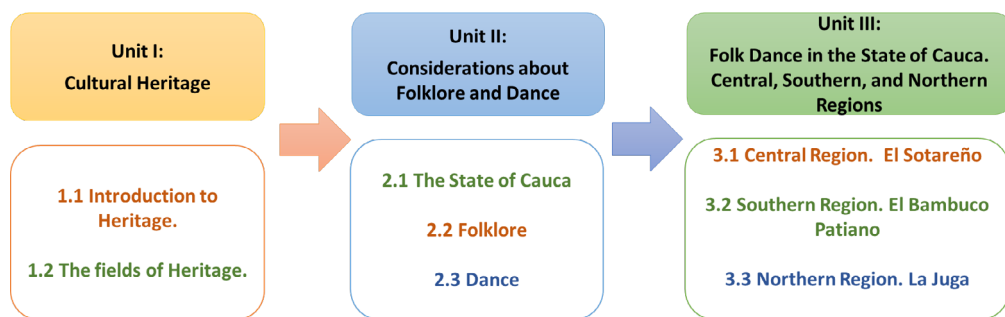 Unit I:
Cultural Heritage
1.1 Introduction to
Heritage.
1.2 The fields of Heritage.
Unit II:
Considerations about
Folklore and Dance
2.1 The State of Cauca
2.2 Folklore
2.3 Dance
Unit III:
Folk Dance in the State of Cauca.
Central, Southern, and Northern
Regions
3.1 Central Region.  El Sotareño
3.2 Southern Region. El Bambuco
Patiano
3.3 Northern Region. La Juga